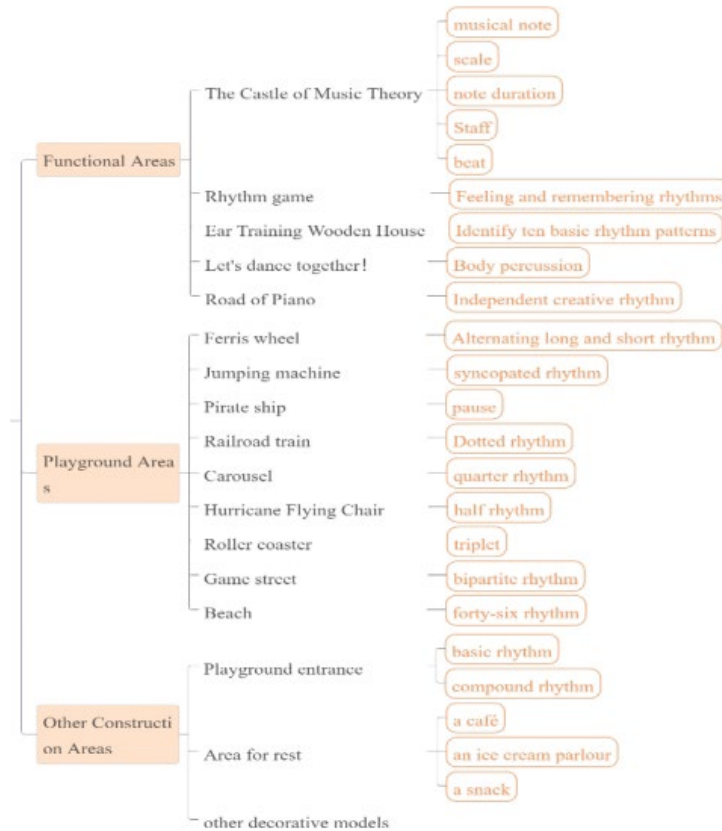 musical note
scale
The Castle of Music Theory note duration
Staff
Functional Areas beat
Rhythm game Feeling and remembering rhythms
Ear Training Wooden House Identify ten basic rhythm patterns
Let's dance together! Body percussion
Road of Piano Independent creative rhythm
Ferris wheel Alternating long and short rhythm
Jumping machine syncopated rhythm
Pirate ship pause
Railroad train Dotted rhythm
Playground Area
s
Carousel quarter rhythm
Hurricane Flying Chair half rhythm
Roller coaster triplet
Game street bipartite rhythm
Beach forty-six rhythm
basic rhythm
Playground entrance
compound rhythm
Other Constructi
on Areas
a café
Area for rest an ice cream parlour
a snack
other decorative models